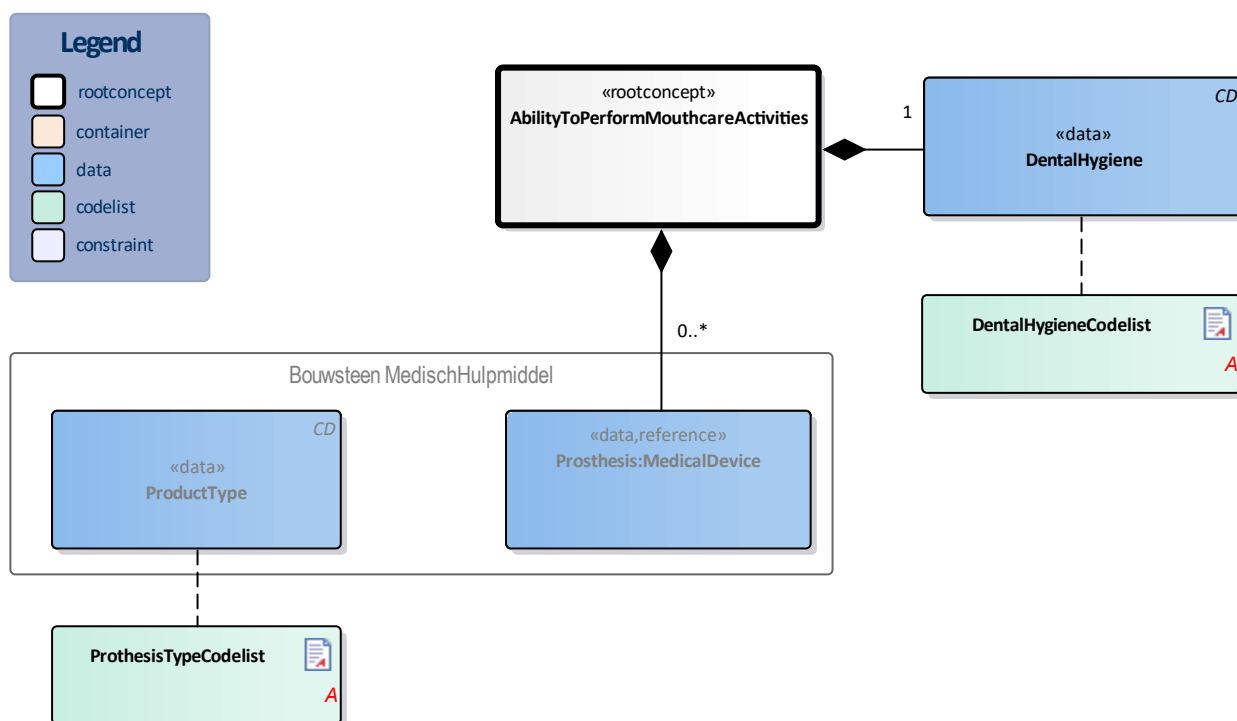 Legend
rootconcept
container
data
codelist
constraint
«rootconcept»
AbilityToPerformMouthcareActivities
1
CD
«data»
DentalHygiene
DentalHygieneCodelist
A
0..*
Bouwsteen MedischHulpmiddel
CD
«data»
ProductType
«data,reference»
Prosthesis:MedicalDevice
ProthesisTypeCodelist
A